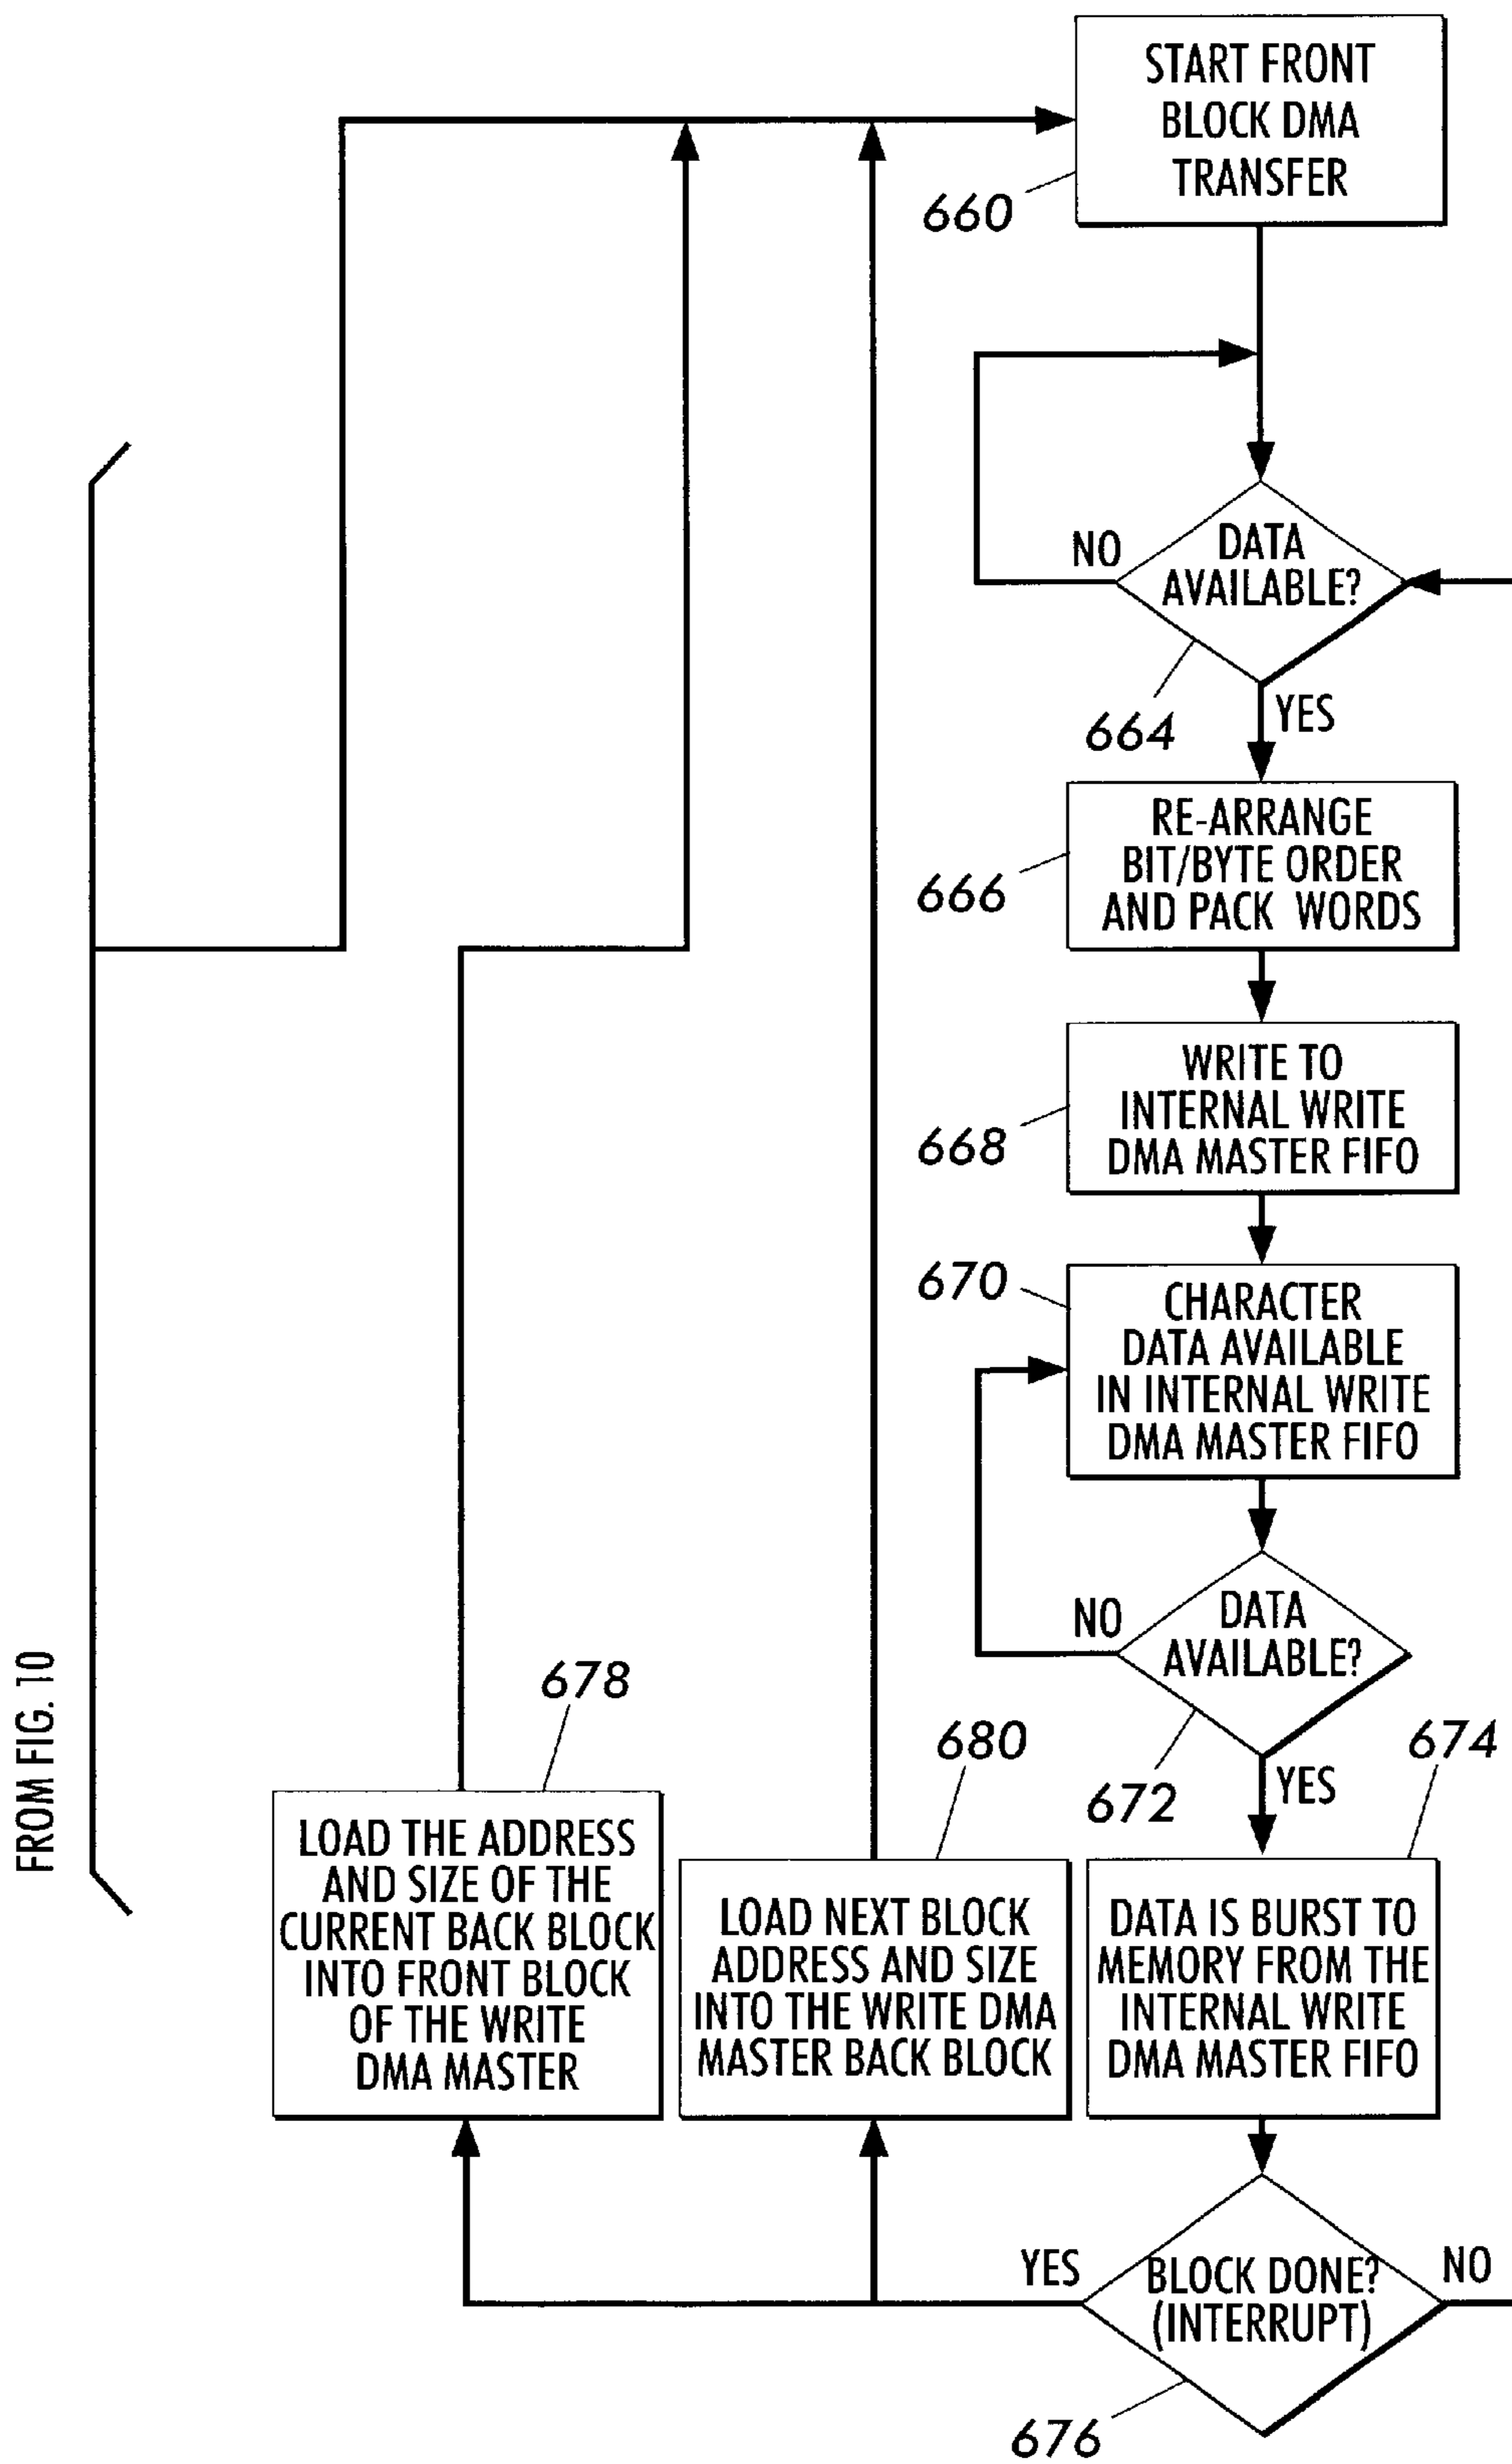 START FRONT
BLOCK DMA
TRANSFER
660
NO
DATA
AVAILABLE?
664
YES
RE-ARRANGE
BIT/BYTE ORDER
AND PACK WORDS
666
WRITE TO
INTERNAL WRITE
DMA MASTER FIFO
668
670
CHARACTER
DATA AVAILABLE
IN INTERNAL WRITE
DMA MASTER FIFO
NO
DATA
AVAILABLE?
672
YES
FROM FIG. 10
678
LOAD THE ADDRESS
AND SIZE OF THE
CURRENT BACK BLOCK
INTO FRONT BLOCK
OF THE WRITE
DMA MASTER
680
LOAD NEXT BLOCK
ADDRESS AND SIZE
INTO THE WRITE DMA
MASTER BACK BLOCK
674
DATA IS BURST TO
MEMORY FROM THE
INTERNAL WRITE
DMA MASTER FIFO
YES
BLOCK DONE?
(INTERRUPT)
NO
676